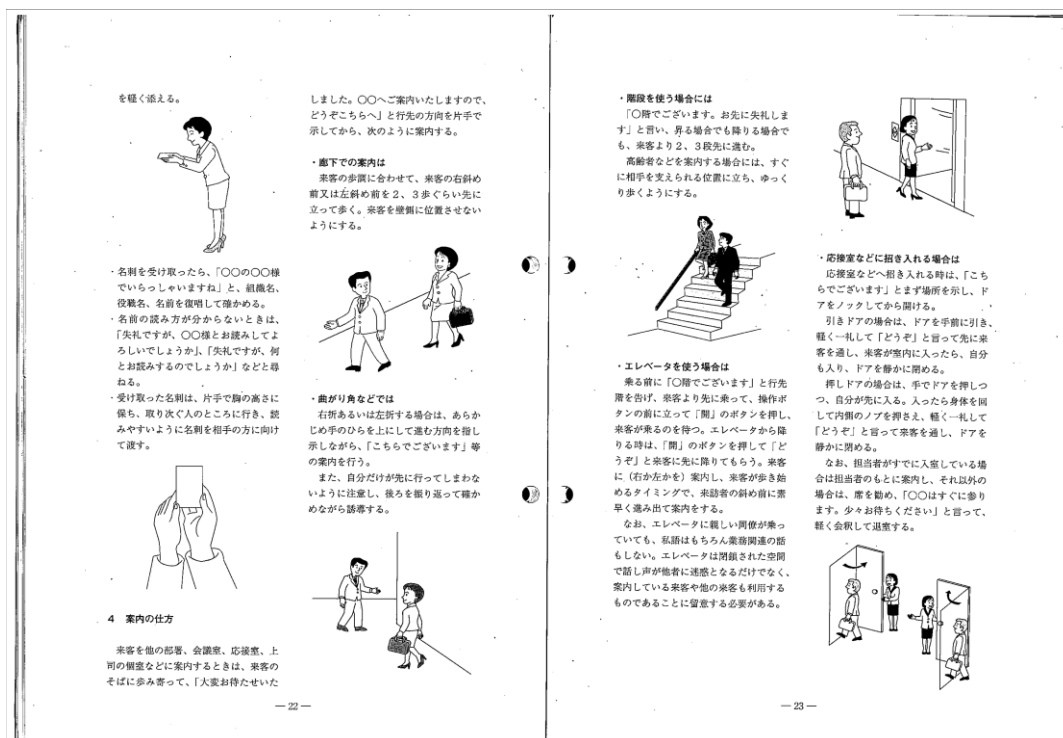 を軽く添える。
・名刺を受け取ったら、「〇〇の〇〇様
でいらっしゃいますね」と、組織名、
役職名、名前を復唱して確かめる。
・名前の読み方が分からないときは、
「失礼ですが、〇〇様とお読みしてよ
ろしいでしょうか」、「失礼ですが、何
とお読みするのでしょうか」などと尋
ねる。
・受け取った名刺は、片手で胸の高さに
保ち、取り次ぐ人のところに行き、読
みやすいように名刺を相手の方に向け
て渡す。
4 案内の仕方
来客を他の部署、会議室、応接室、上
司の個室などに案内するときは、来客の
そばに歩み寄って、「大変お待たせいた
しました。〇〇へご案内いたしますので、
どうぞこちらへ」と行先の方向を片手で
示してから、次のように案内する。
・廊下での案内は
来客の歩調に合わせて、来客の右斜め
前又は左斜め前を2、3歩ぐらい先に
立って歩く。来客を壁側に位置させない
ようにする。
・曲がり角などでは
右折あるいは左折する場合は、あらか
じめ手のひらを上にして進む方向を指し
示しながら、「こちらでございます」等
の案内を行う。
また、自分だけが先に行ってしまわな
いように注意し、後ろを振り返って確か
めながら誘導する。
― 22 ―
・階段を使う場合には
「〇階でございます。お先に失礼しま
す」と言い、昇る場合でも降りる場合で
も、来客より2、3段先に進む。
高齢者などを案内する場合には、すぐ
に相手を支えられる位置に立ち、ゆっく
り歩くようにする。
・エレベータを使う場合は
乗る前に「〇階でございます」と行先
階を告げ、来客より先に乗って、操作ボ
タンの前に立って「開」のボタンを押し、
来客が乗るのを待つ。エレベータから降
りる時は、「開」のボタンを押して「ど
うぞ」と来客に先に降りてもらう。来客
に（右か左かを）案内し、来客が歩き始
めるタイミングで、来訪者の斜め前に素
早く進み出て案内をする。
なお、エレベータに親しい同僚が乗っ
ていても、私語はもちろん業務関連の話
もしない。エレベータは閉鎖された空間
で話し声が他者に迷惑となるだけでなく、
案内している来客や他の来客も利用する
ものであることに留意する必要がある。
・応接室などに招き入れる場合は
応接室などへ招き入れる時は、「こち
らでございます」とまず場所を示し、ド
アをノックしてから開ける。
引きドアの場合は、ドアを手前に引き、
軽く一礼して「どうぞ」と言って先に来
客を通し、来客が室内に入ったら、自分
も入り、ドアを静かに閉める。
押しドアの場合は、手でドアを押しつ
つ、自分が先に入る。入ったら身体を回
して内側のノブを押さえ、軽く一礼して
「どうぞ」と言って来客を通し、ドアを
静かに閉める。
なお、担当者がすでに入室している場
合は担当者のもとに案内し、それ以外の
場合は、席を勧め、「〇〇はすぐに参り
ます。少々お待ちください」と言って、
軽く会釈して退室する。
― 23 ―